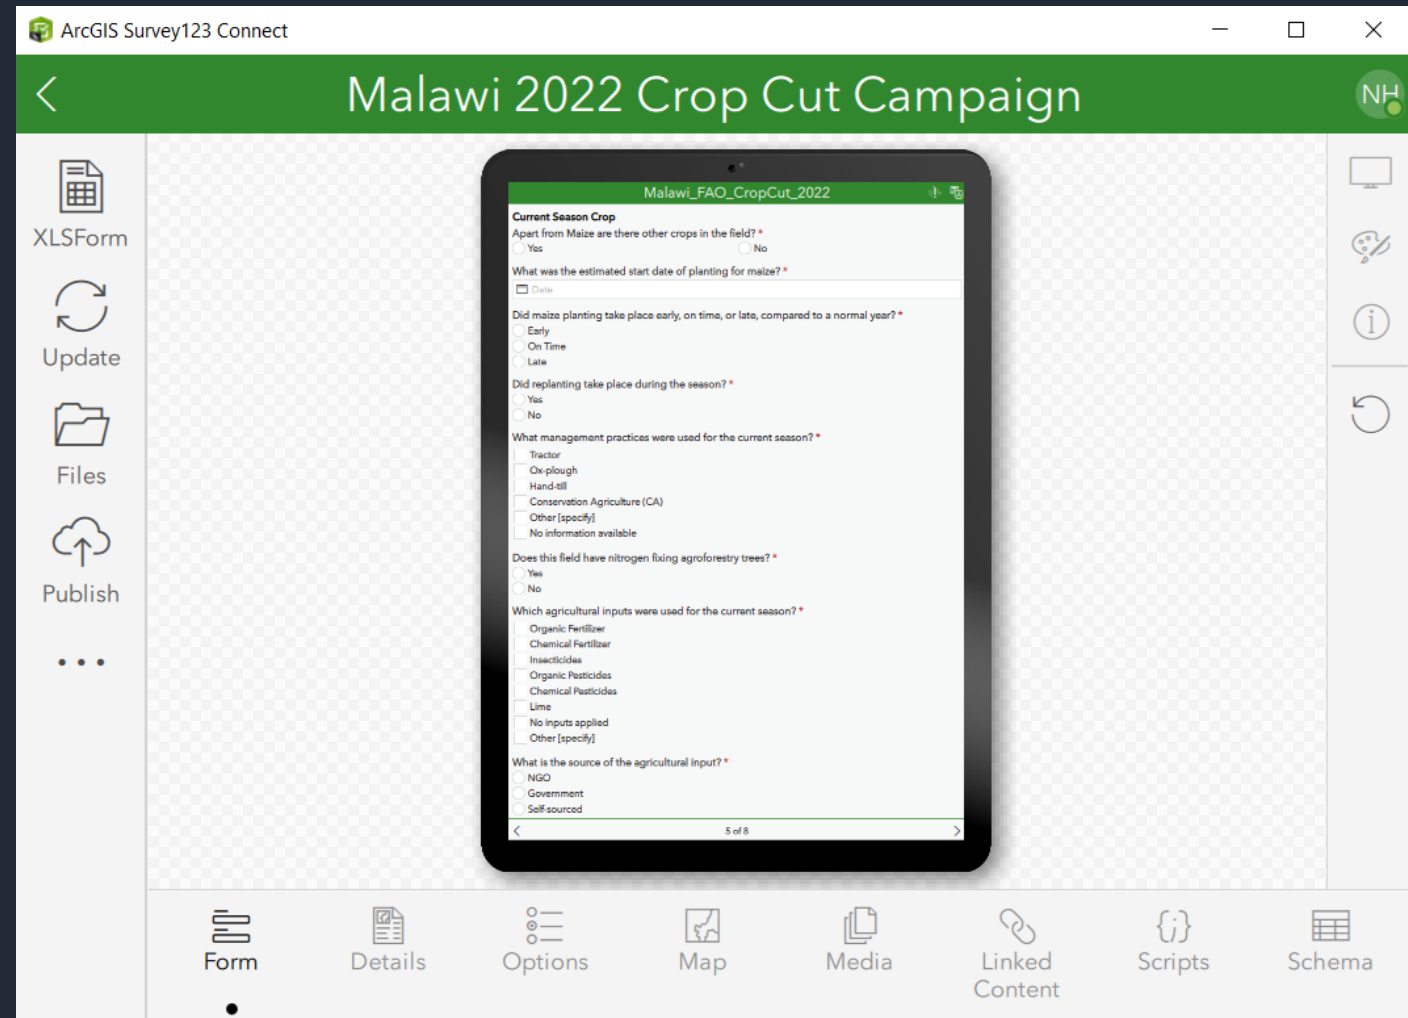 ArcGIS Survey123 Connect
Malawi 2022 Crop Cut Campaign
NH
XLSForm
Update
Files
Publish
Malawi_FAO_CropCut_2022
Current Season Crop
Apart from Maize are there other crops in the field? *
Yes No
What was the estimated start date of planting for maize? *
Date
Did maize planting take place early, on time, or late, compared to a normal year? *
Early
On Time
Late
Did replanting take place during the season? *
Yes
No
What management practices were used for the current season? *
Tractor
Ox-plough
Hand-till
Conservation Agriculture (CA)
Other [specify]
No information available
Does this field have nitrogen fixing agroforestry trees? *
Yes
No
Which agricultural inputs were used for the current season? *
Organic Fertilizer
Chemical Fertilizer
Insecticides
Organic Pesticides
Chemical Pesticides
Lime
No inputs applied
Other [specify]
What is the source of the agricultural input? *
NGO
Government
Self-sourced
5 of 8
Form Details Options Map Media Linked Content Scripts Schema